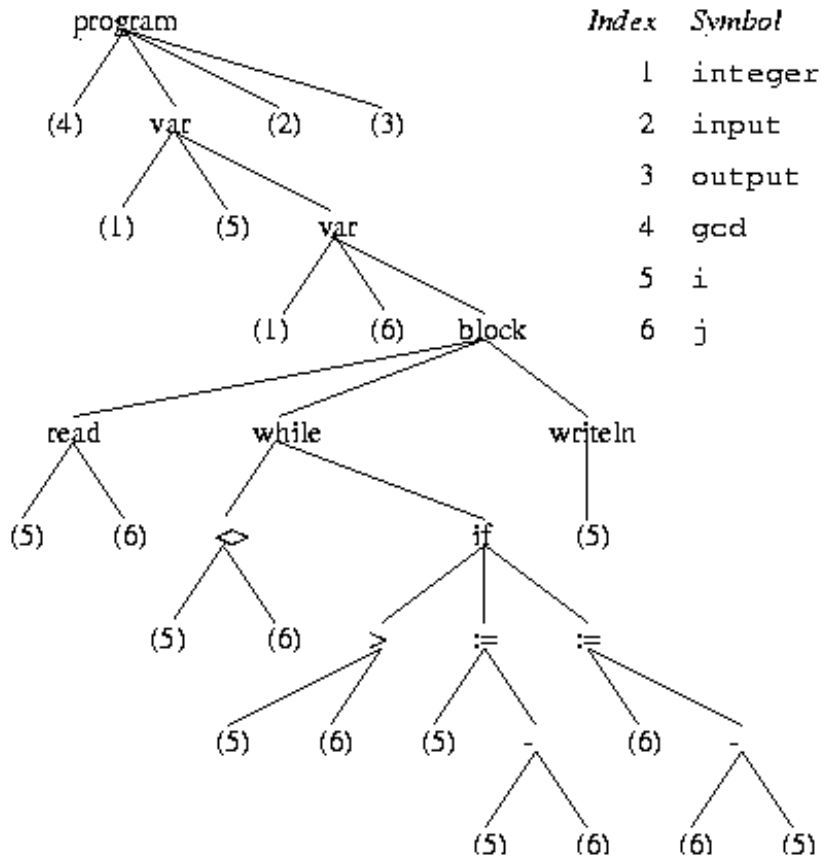 program Index Symbol
1 integer
(4) var (2) (3) 2 input
3 output
(1) (5) var 4 gcd
5 i
(1) (6) block 6 j
read while writeln
(5) (6) <> if (5)
(5) (6) > := :=
(5) (6) (5) - (6) -
(5) (6) (6) (5)